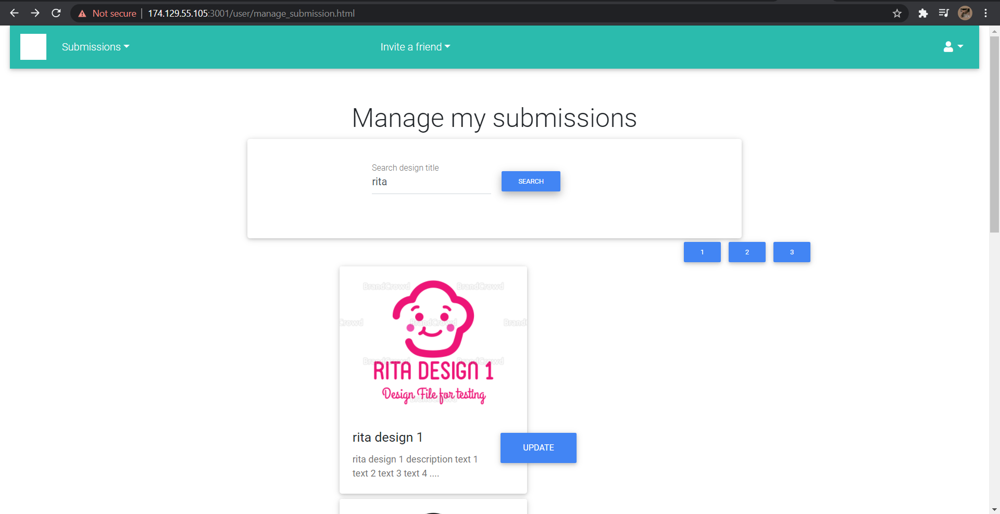 Not secure | 174.129.55.105:3001/user/manage_submission.html
Submissions
Invite a friend
Manage my submissions
Search design title
rita
SEARCH
1 2 3
BrandCrowd BrandCrowd
Crowd BrandCrowd Brand
BrandCrowd BrandCrowd
RITA DESIGN 1
Design File for testing
BrandCrowd
rita design 1
UPDATE
rita design 1 description text 1
text 2 text 3 text 4 ....